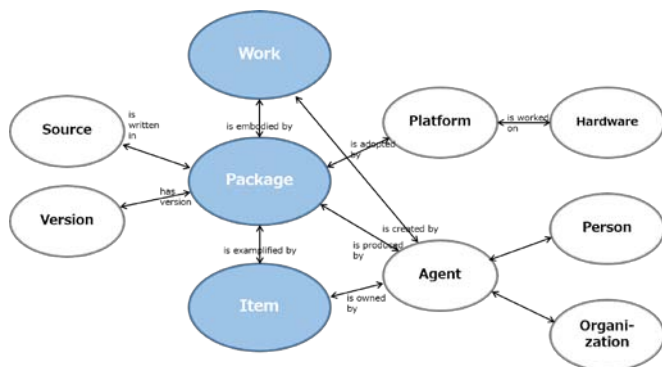 Work
is
written
in
Source
is embodied by
Platform
is worked
on
Hardware
is adopted
by
Package
has
version
Version
is created by
is produced
by
Person
is examplified by
Agent
Item
is owned
by
Organi-
zation